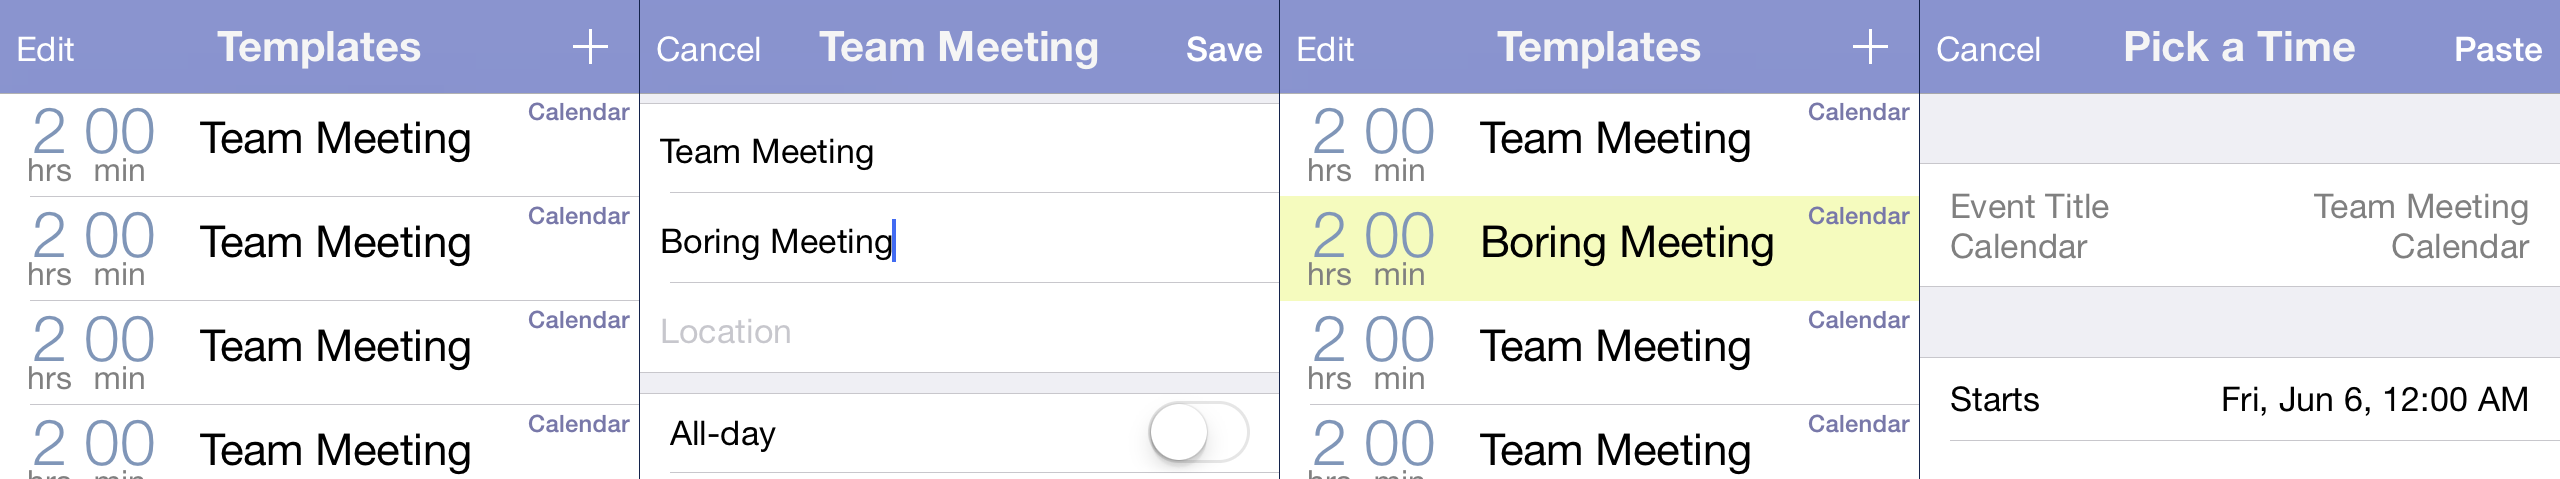 Edit Templates +
2 00 Team Meeting Calendar
hrs min
2 00 Team Meeting Calendar
hrs min
2 00 Team Meeting Calendar
hrs min
2 00 Team Meeting Calendar
hrs min
Cancel Team Meeting Save
Team Meeting
Boring Meeting
Location
All-day
Edit Templates +
2 00 Team Meeting Calendar
hrs min
2 00 Boring Meeting Calendar
hrs min
2 00 Team Meeting Calendar
hrs min
2 00 Team Meeting Calendar
hrs min
Cancel Pick a Time Paste
Event Title Team Meeting
Calendar Calendar
Starts Fri, Jun 6, 12:00 AM